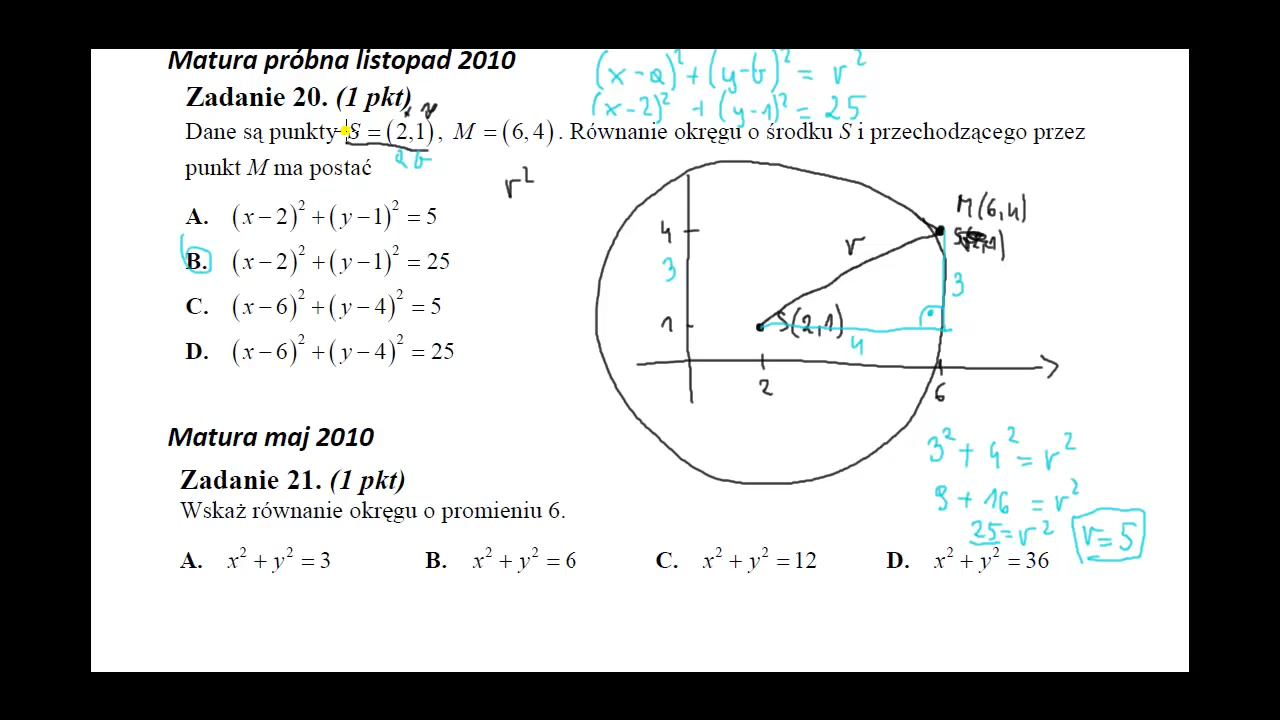 Matura próbna listopad 2010
(x-a)² + (y-b)² = r²
Zadanie 20. (1 pkt)
(x-2)² + (y-1)² = 25
x y
Dane są punkty S = (2,1), M = (6,4). Równanie okręgu o środku S i przechodzącego przez
a b
punkt M ma postać
r²
A. (x−2)² + (y−1)² = 5
B. (x−2)² + (y−1)² = 25
C. (x−6)² + (y−4)² = 5
D. (x−6)² + (y−4)² = 25
M(6,4)
4
r
3
3
1
S(2,1)
4
2
6
Matura maj 2010
3² + 4² = r²
Zadanie 21. (1 pkt)
9 + 16 = r²
Wskaż równanie okręgu o promieniu 6.
25 = r²
r = 5
A. x² + y² = 3 B. x² + y² = 6 C. x² + y² = 12 D. x² + y² = 36